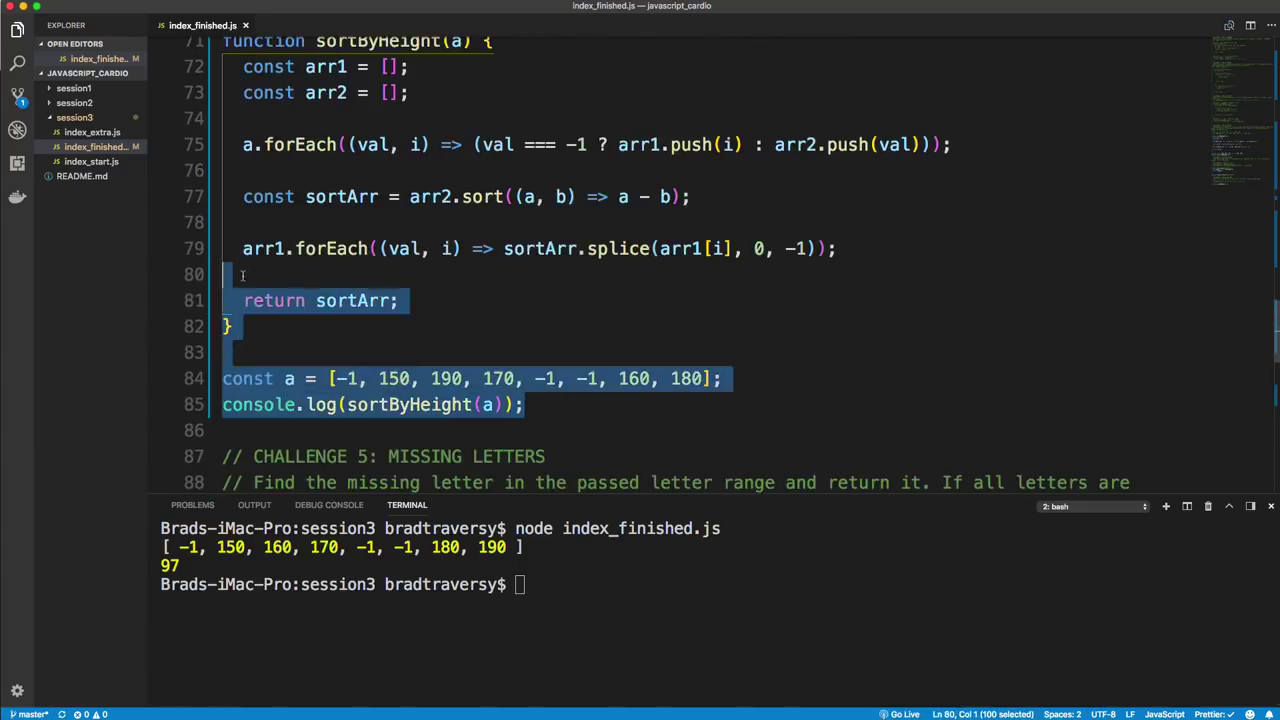 index_finished.js — javascript_cardio
EXPLORER
index_finished.js ×
OPEN EDITORS
index_finishe...
JAVASCRIPT_CARDIO
session1
session2
session3
index_extra.js
index_finished...
index_start.js
README.md
1
71 function sortByHeight(a) {
72 const arr1 = [];
73 const arr2 = [];
74
75 a.forEach((val, i) => (val === -1 ? arr1.push(i) : arr2.push(val)));
76
77 const sortArr = arr2.sort((a, b) => a - b);
78
79 arr1.forEach((val, i) => sortArr.splice(arr1[i], 0, -1));
80
81 return sortArr;
82 }
83
84 const a = [-1, 150, 190, 170, -1, -1, 160, 180];
85 console.log(sortByHeight(a));
86
87 // CHALLENGE 5: MISSING LETTERS
88 // Find the missing letter in the passed letter range and return it. If all letters are
PROBLEMS OUTPUT DEBUG CONSOLE TERMINAL 2: bash
Brads-iMac-Pro:session3 bradtraversy$ node index_finished.js
[ -1, 150, 160, 170, -1, -1, 180, 190 ]
97
Brads-iMac-Pro:session3 bradtraversy$
master* 0 0 Go Live Ln 80, Col 1 (100 selected) Spaces: 2 UTF-8 LF JavaScript Prettier: ✓